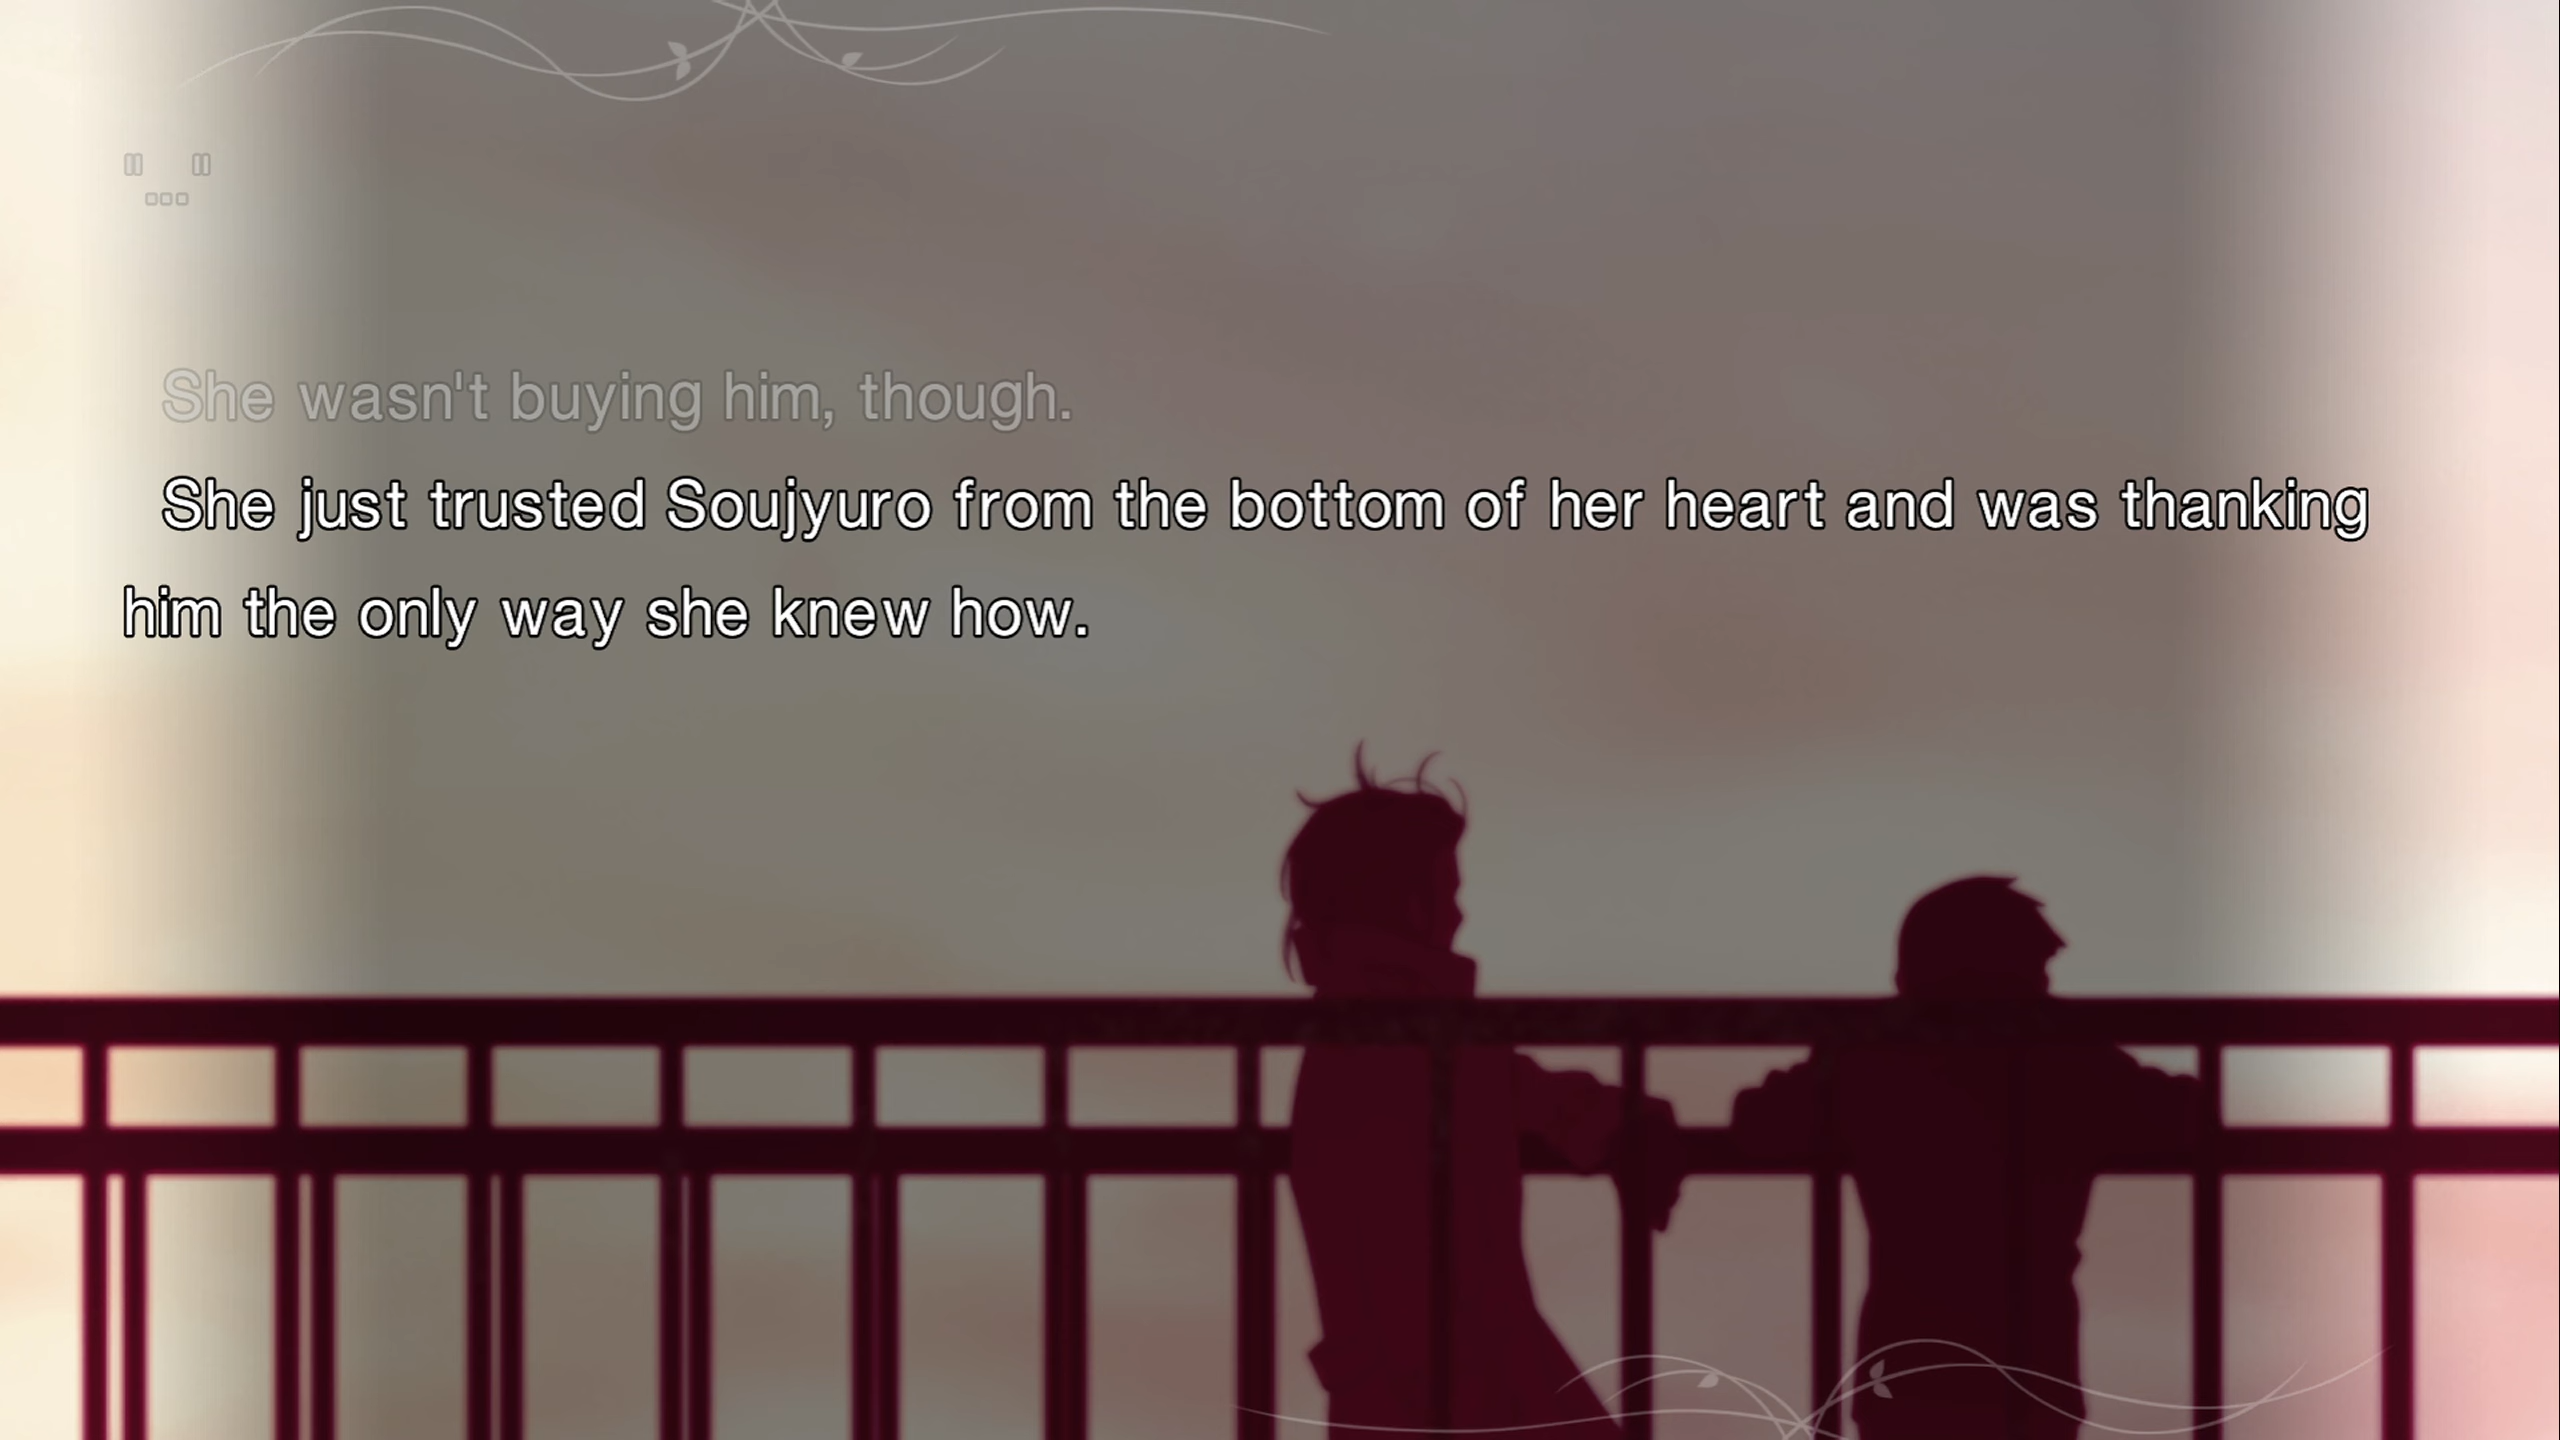 "..."
She wasn't buying him, though.
She just trusted Soujyuro from the bottom of her heart and was thanking
him the only way she knew how.